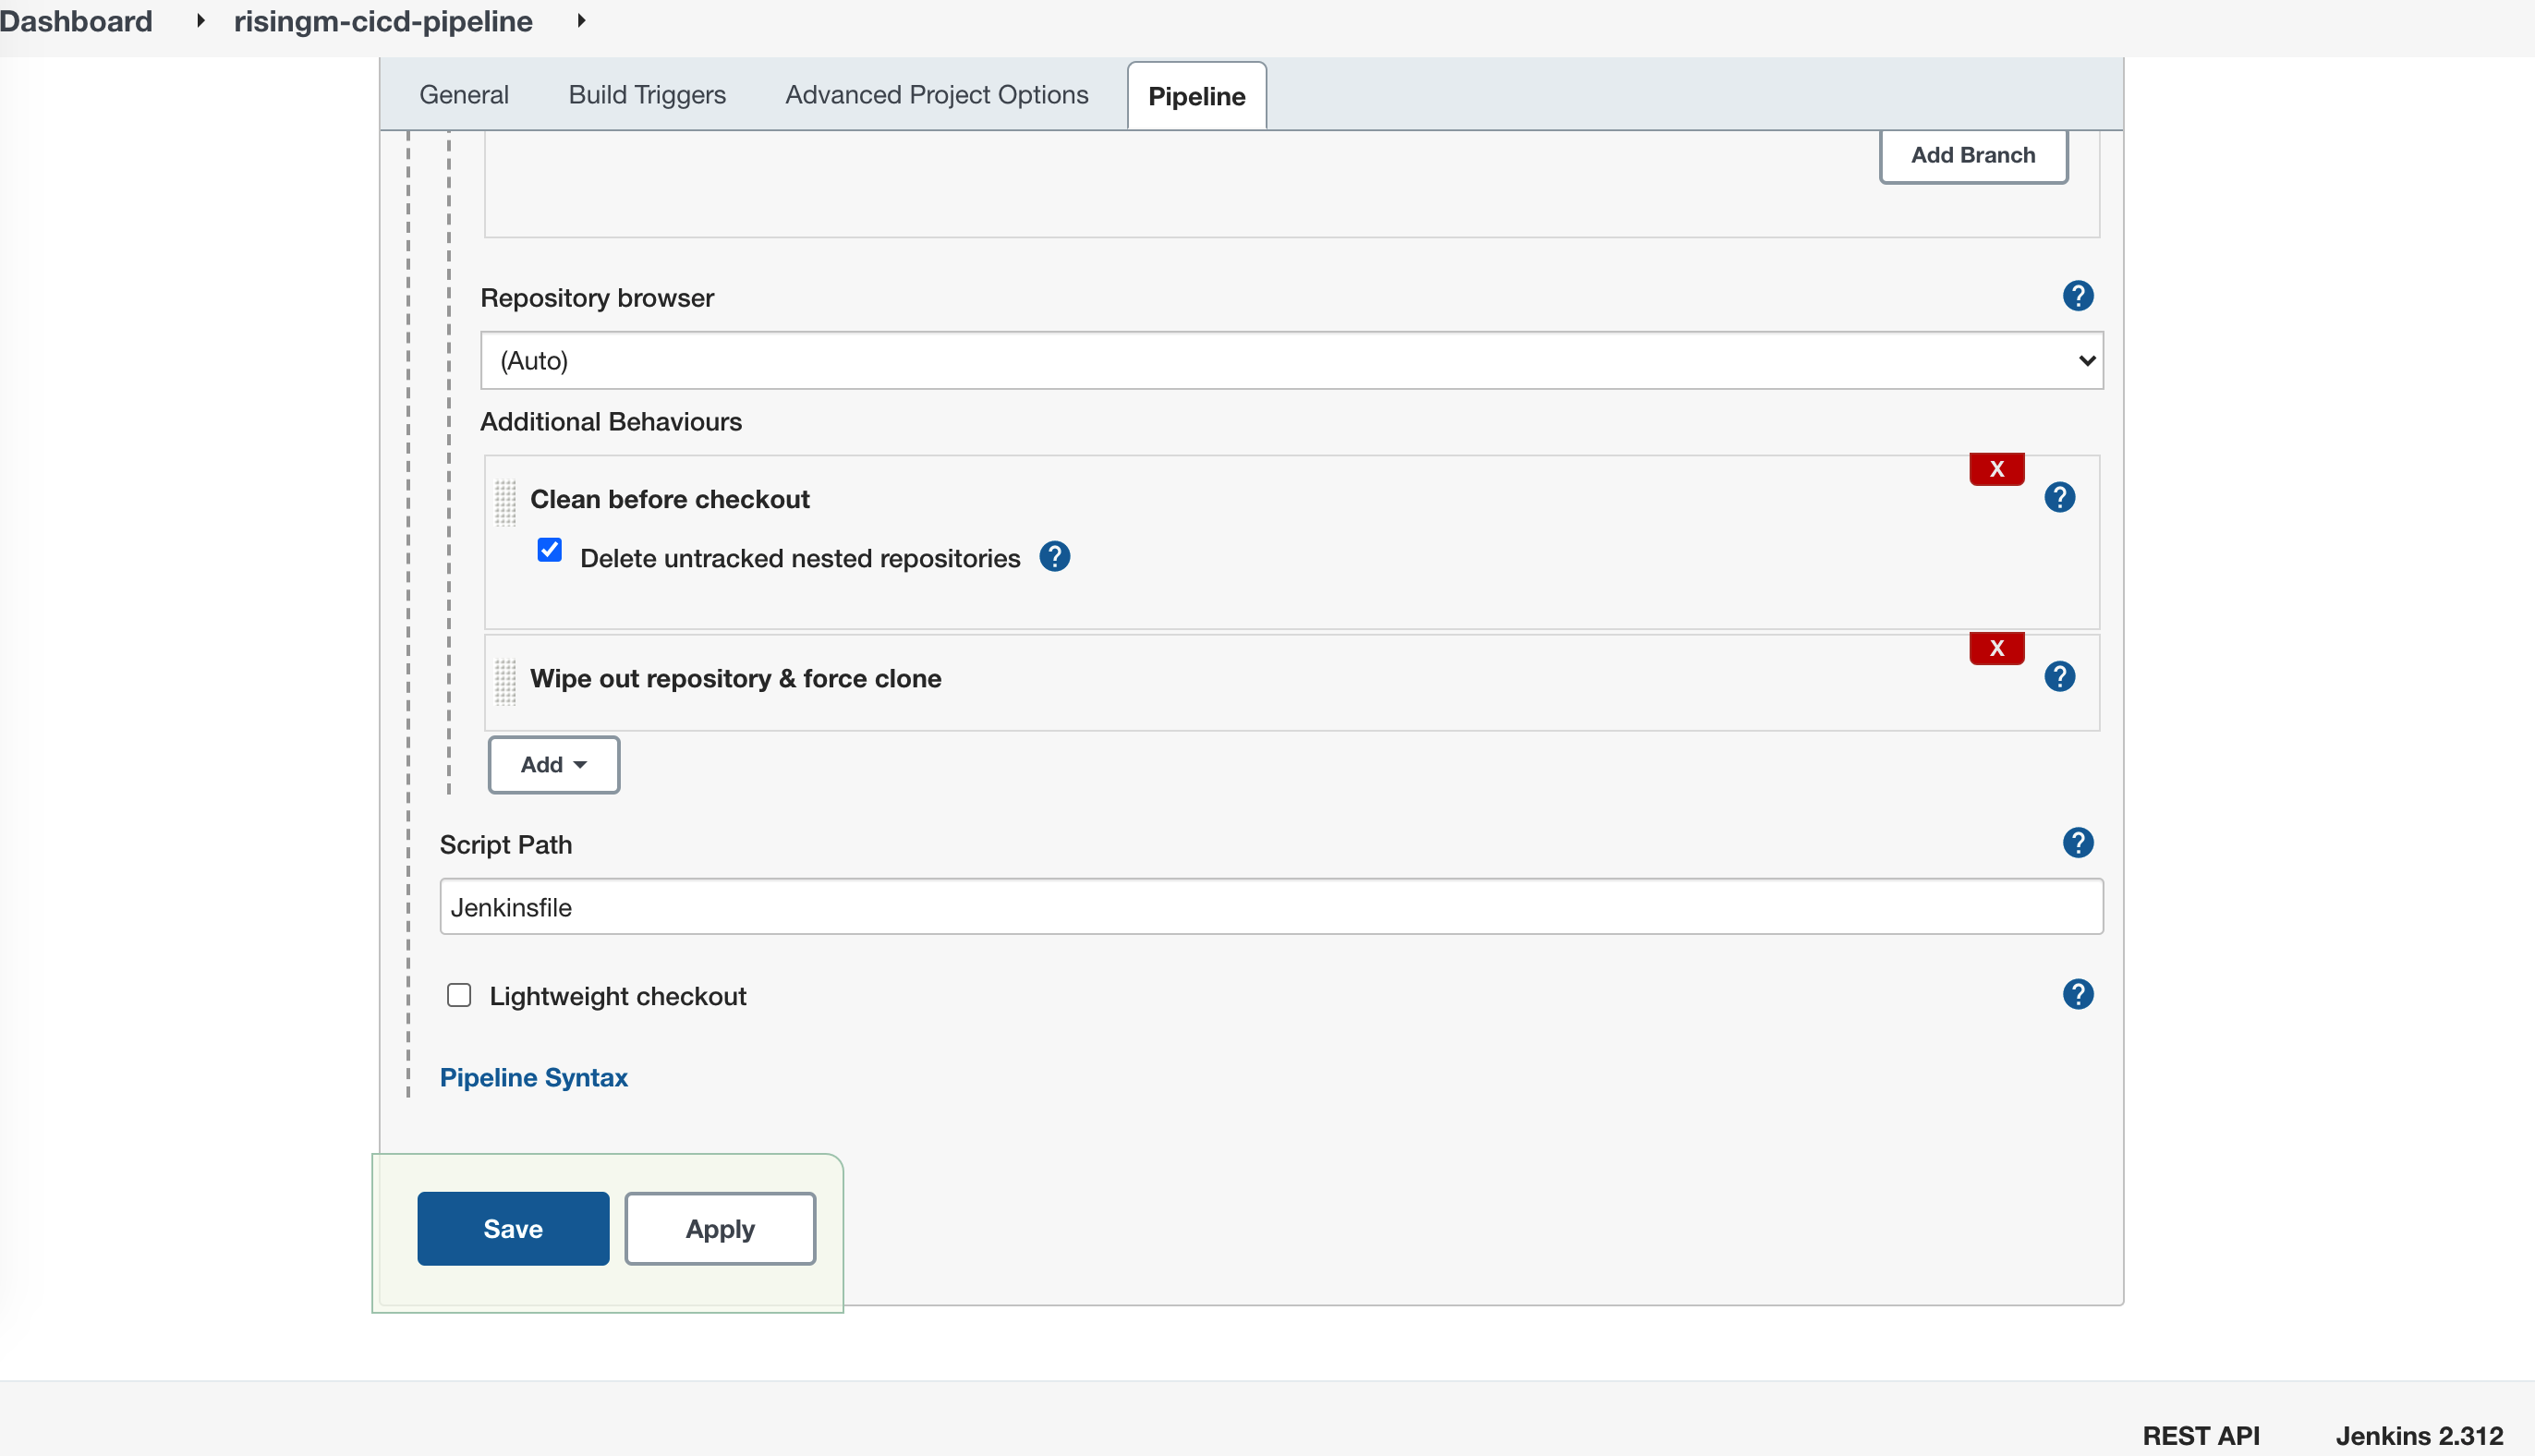 Dashboard risingm-cicd-pipeline
General Build Triggers Advanced Project Options Pipeline
Add Branch
Repository browser ?
(Auto)
Additional Behaviours
X
Clean before checkout ?
Delete untracked nested repositories ?
X
Wipe out repository & force clone ?
Add
Script Path ?
Jenkinsfile
Lightweight checkout ?
Pipeline Syntax
Save Apply
REST API Jenkins 2.312